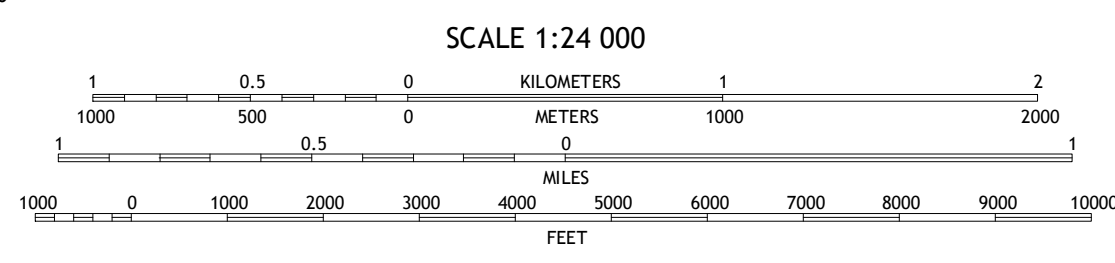 SCALE 1:24 000
1 0.5 0 KILOMETERS 1 2
1000 500 0 METERS 1000 2000
1 0.5 0 1
MILES
1000 0 1000 2000 3000 4000 5000 6000 7000 8000 9000 10000
FEET